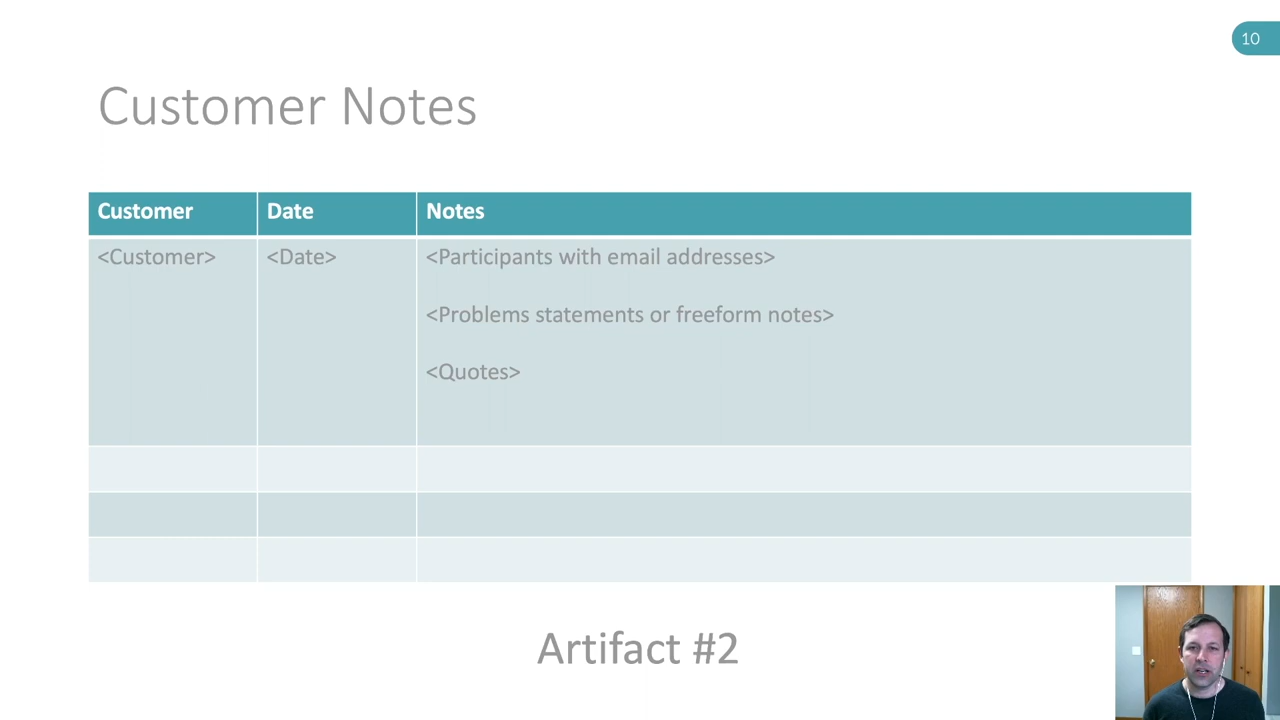 10
Customer Notes
Customer Date Notes
<Customer> <Date> <Participants with email addresses>
<Problems statements or freeform notes>
<Quotes>
Artifact #2